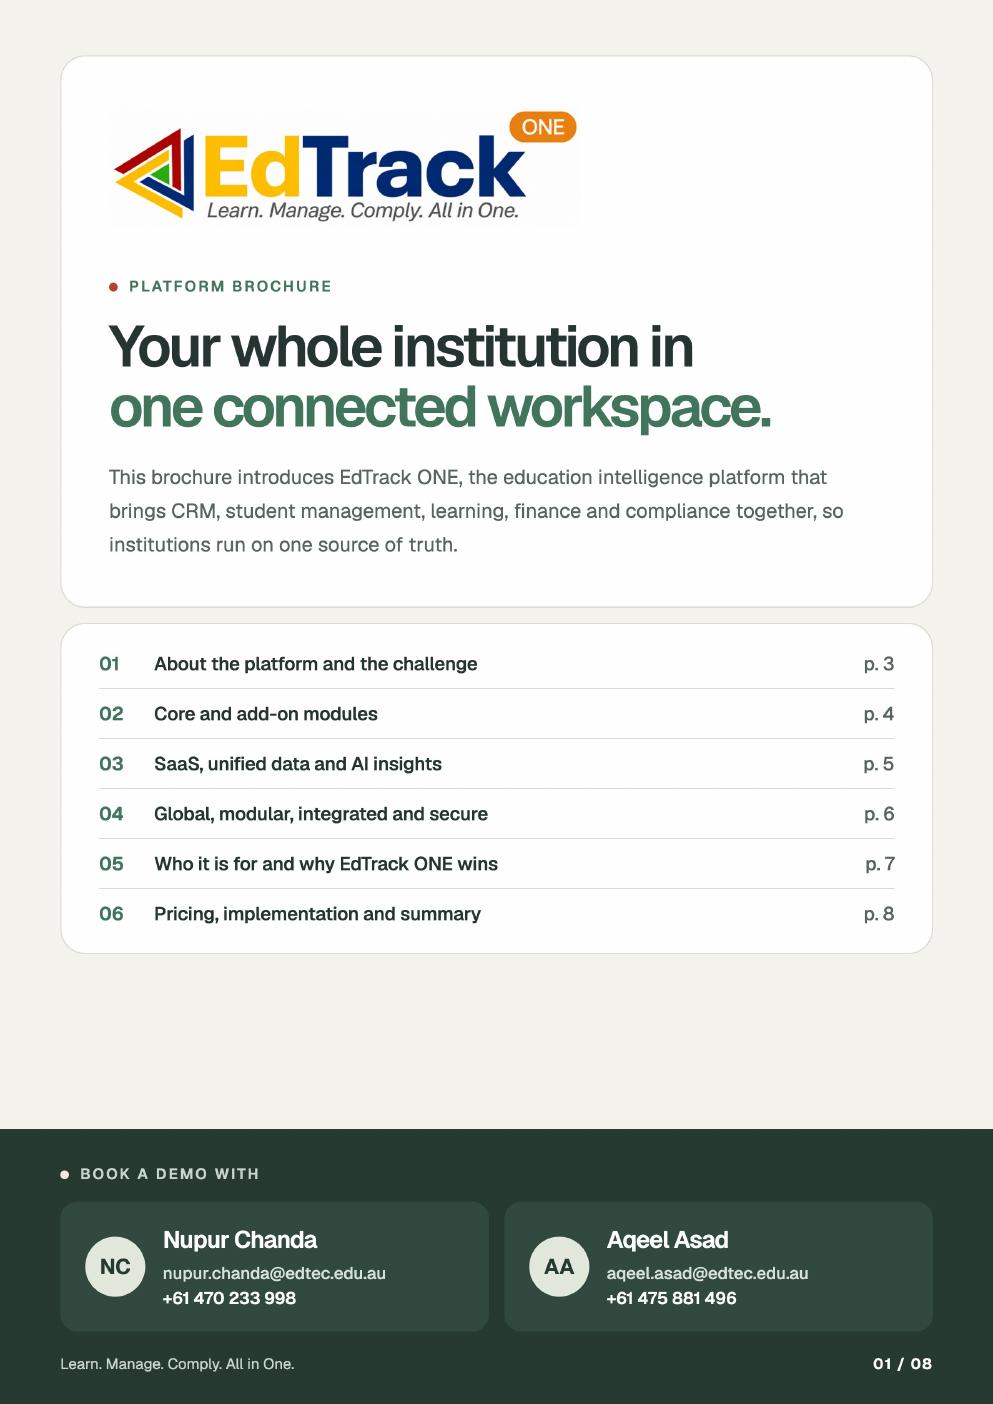 ONE
EdTrack
Learn. Manage. Comply. All in One.
PLATFORM BROCHURE
Your whole institution in
one connected workspace.
This brochure introduces EdTrack ONE, the education intelligence platform that
brings CRM, student management, learning, finance and compliance together, so
institutions run on one source of truth.
01 About the platform and the challenge p. 3
02 Core and add-on modules p. 4
03 SaaS, unified data and AI insights p. 5
04 Global, modular, integrated and secure p. 6
05 Who it is for and why EdTrack ONE wins p. 7
06 Pricing, implementation and summary p. 8
BOOK A DEMO WITH
NC
Nupur Chanda
nupur.chanda@edtec.edu.au
+61 470 233 998
AA
Aqeel Asad
aqeel.asad@edtec.edu.au
+61 475 881 496
Learn. Manage. Comply. All in One.
01 / 08